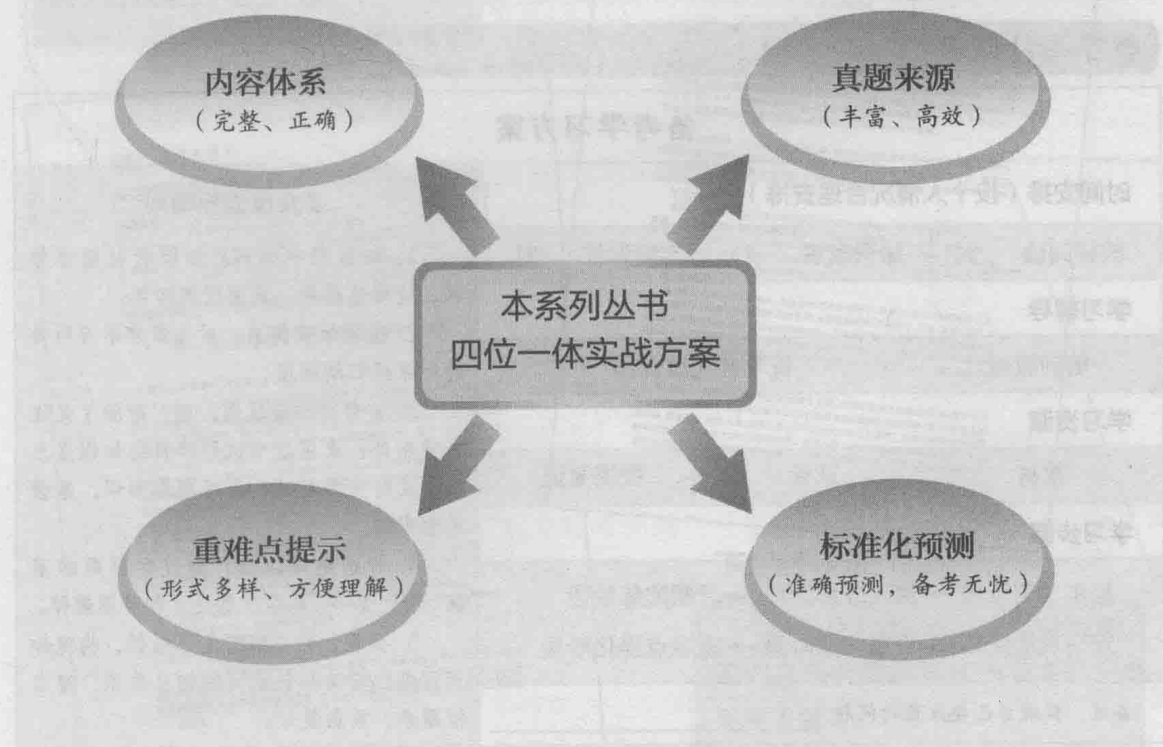 内容体系
（完整、正确）
真题来源
（丰富、高效）
本系列丛书
四位一体实战方案
重难点提示
（形式多样、方便理解）
标准化预测
（准确预测，备考无忧）